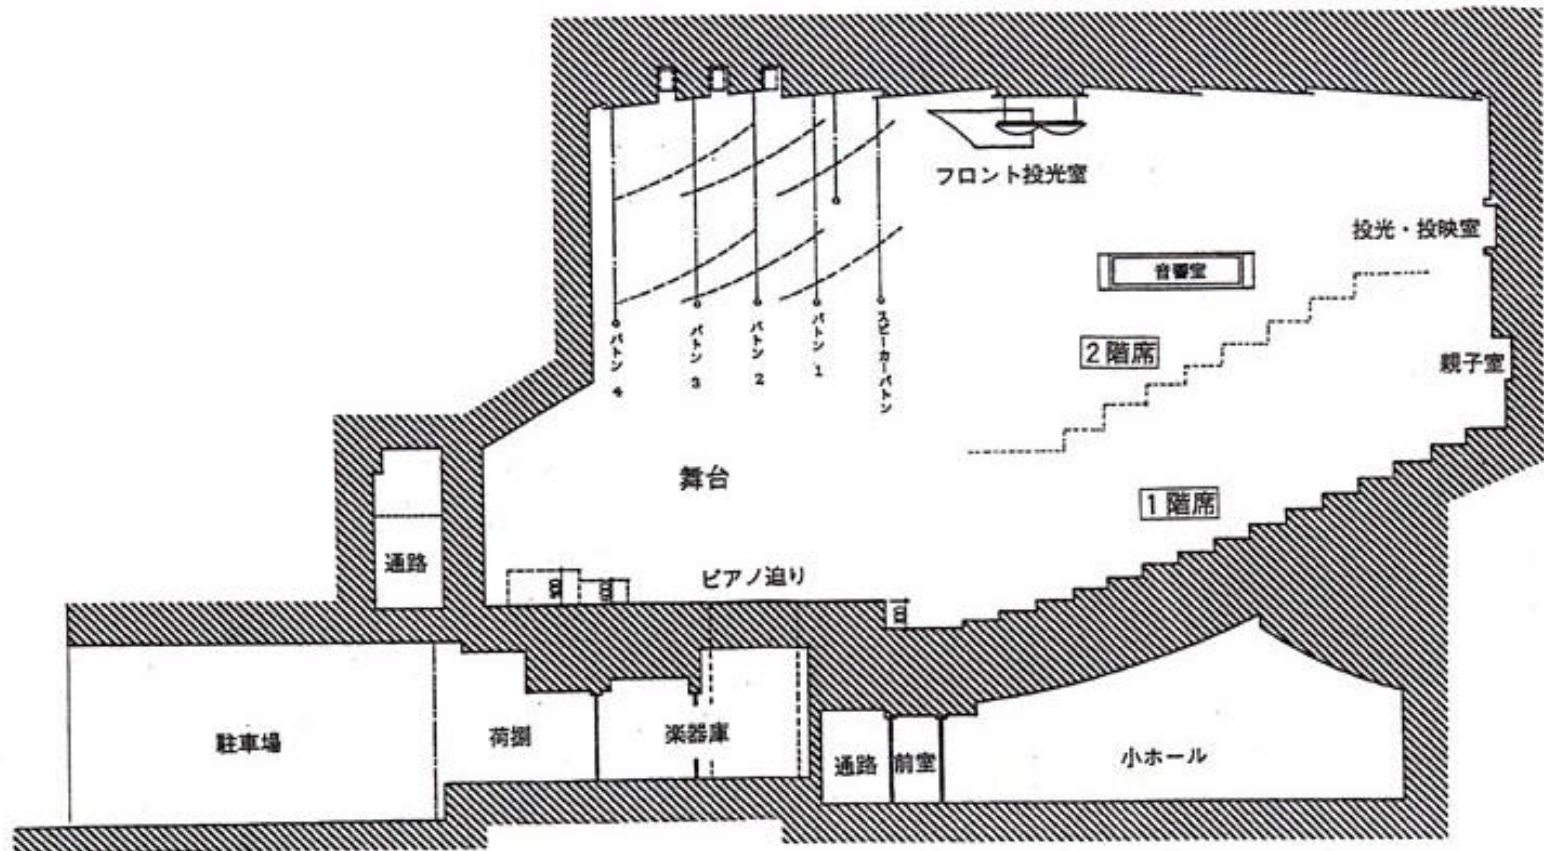 フロント投光室
投光・投映室
音響室
バトン 4
バトン 3
バトン 2
バトン 1
スピーカーバトン
2階席
親子室
舞台
1階席
通路
ピアノ迫り
駐車場
荷捌
楽器庫
通路
前室
小ホール